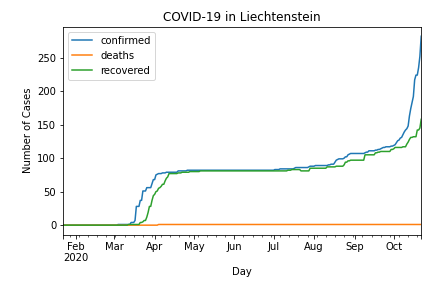 COVID-19 in Liechtenstein
confirmed
deaths
recovered
Number of Cases
250
200
150
100
50
0
Feb Mar Apr May Jun Jul Aug Sep Oct
2020
Day